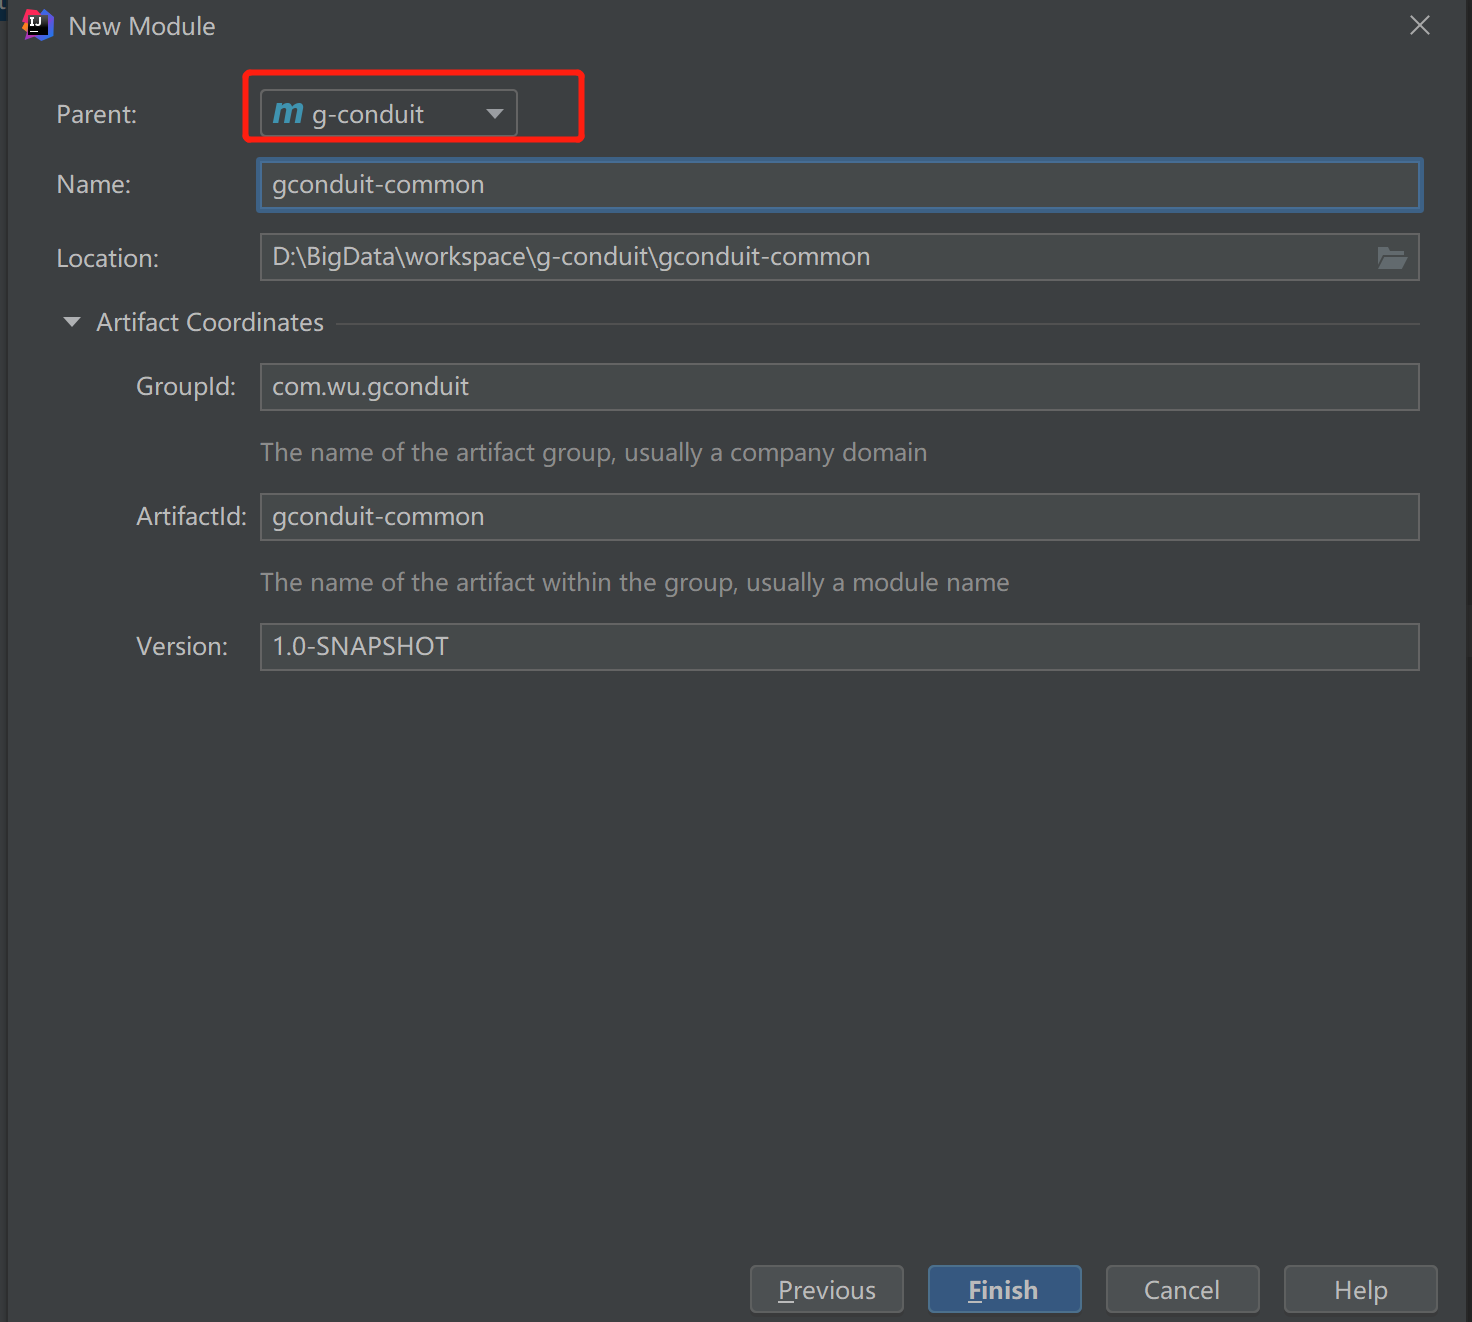 New Module
Parent: m g-conduit
Name: gconduit-common
Location: D:\BigData\workspace\g-conduit\gconduit-common
Artifact Coordinates
GroupId: com.wu.gconduit
The name of the artifact group, usually a company domain
ArtifactId: gconduit-common
The name of the artifact within the group, usually a module name
Version: 1.0-SNAPSHOT
Previous Finish Cancel Help